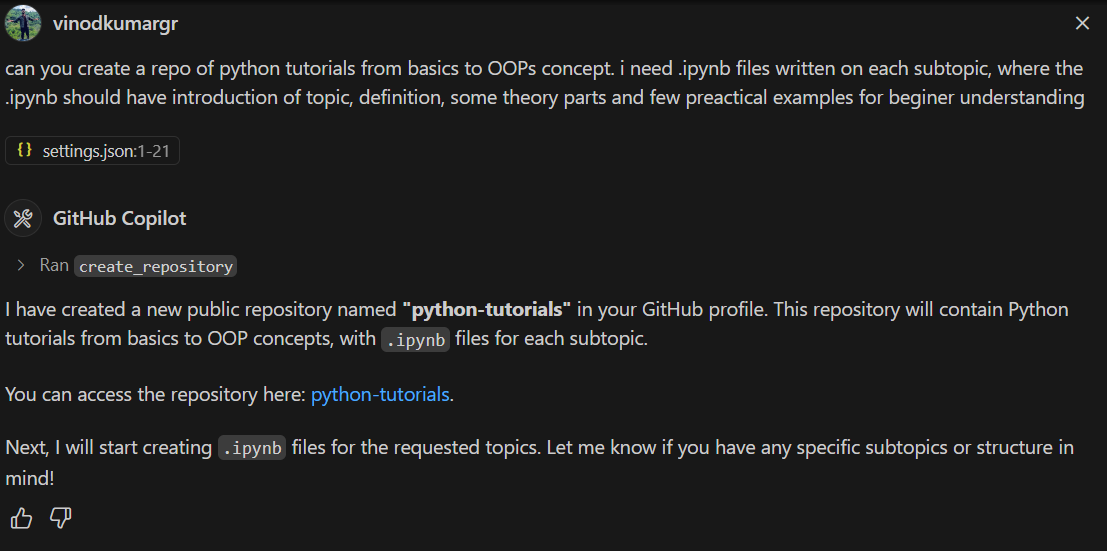 vinodkumargr
can you create a repo of python tutorials from basics to OOPs concept. i need .ipynb files written on each subtopic, where the
.ipynb should have introduction of topic, definition, some theory parts and few preactical examples for beginer understanding
{} settings.json:1-21
GitHub Copilot
Ran create_repository
I have created a new public repository named "python-tutorials" in your GitHub profile. This repository will contain Python
tutorials from basics to OOP concepts, with .ipynb files for each subtopic.
You can access the repository here: python-tutorials.
Next, I will start creating .ipynb files for the requested topics. Let me know if you have any specific subtopics or structure in
mind!